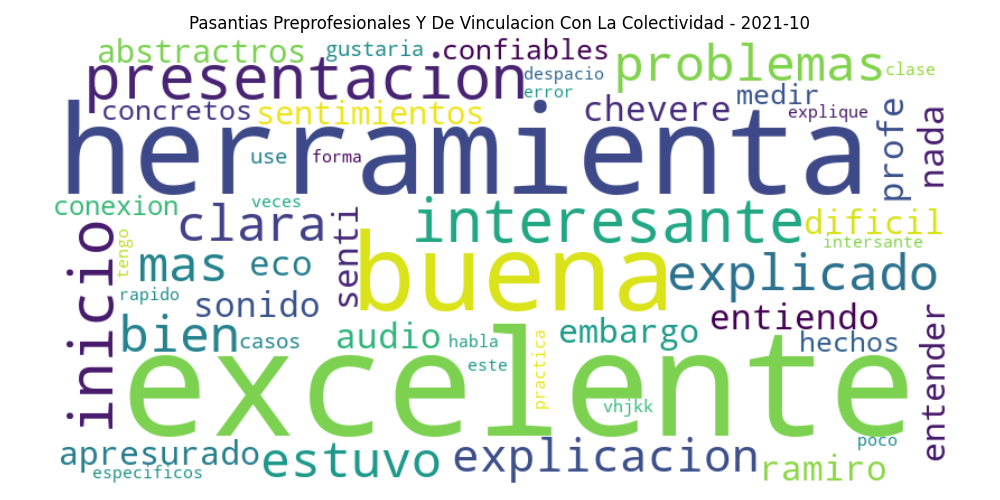 Pasantias Preprofesionales Y De Vinculacion Con La Colectividad - 2021-10
abstractros
gustaria
confiables
presentacion
despacio
error
problemas
clase
concretos
sentimientos
chevere
medir
explique
profe
nada
herramienta
use
forma
conexion
veces
clara
senti
interesante
dificil
intersante
inicio
tengo
mas
eco
buena
explicado
rapido
sonido
bien
casos
audio
habla
este
practica
embargo
entiendo
hechos
entender
excelente
vhjkk
poco
apresurado
especificos
estuvo
explicacion
ramiro